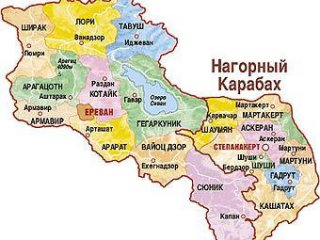 ЛОРИ
ТАВУШ
ШИРАК
Ванадзор
Иджеван
Гюмри
Арагац
4090м
Раздан
Нагорный
Карабах
АРАГАЦОТН
КОТАЙК
Аштарак
Гавар
Озеро
Севан
Армавир
ЕРЕВАН
АРМАВИР
ГЕГАРКУНИК
Мартакерт
Карвачар
МАРТАКЕРТ
Арташат
ШАУМЯН
АСКЕРАН
Аскеран
АРАРАТ
ВАЙОЦ ДЗОР
СТЕПАНАКЕРТ
Мартуни
Ехегнадзор
Шуши
Бердзор
ШУШИ
МАРТУНИ
СЮНИК
ГАДРУТ
Гадрут
Капан
КАШАТАХ